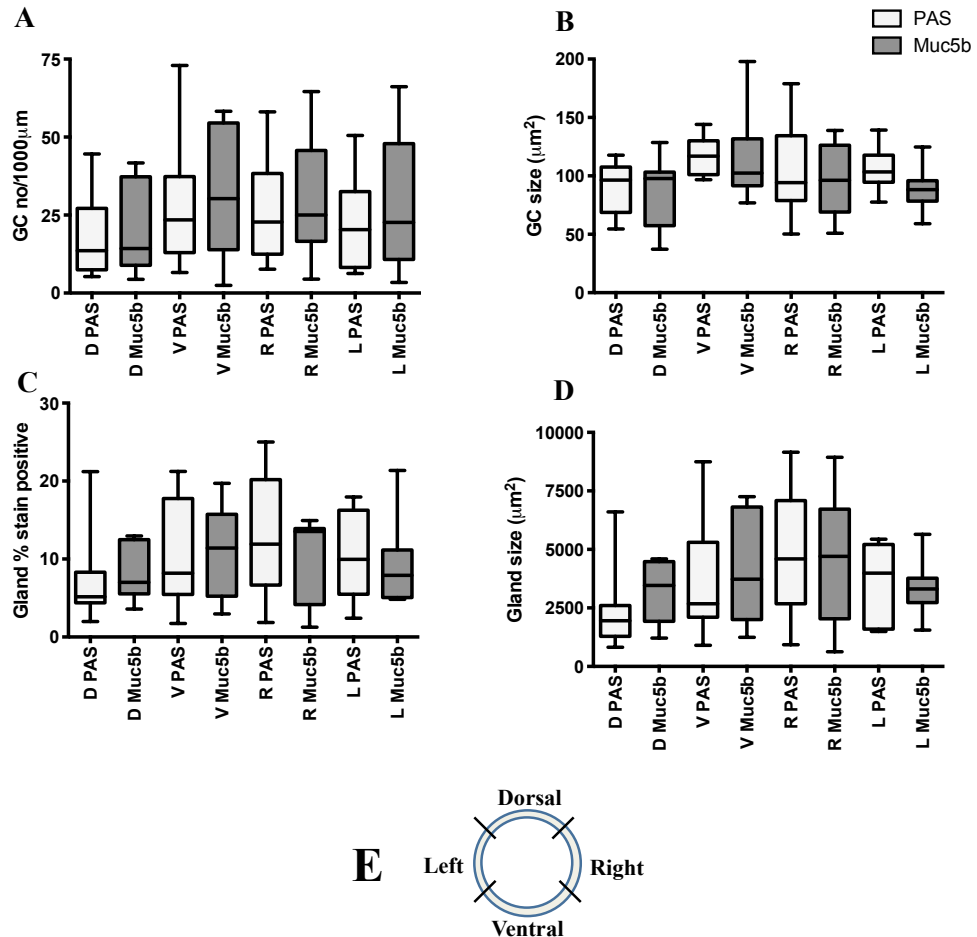 A
GC no/1000μm
75
50
25
0
D PAS
D Muc5b
V PAS
V Muc5b
R PAS
R Muc5b
L PAS
L Muc5b
B
PAS
Muc5b
GC size (μm²)
200
150
100
50
0
D PAS
D Muc5b
V PAS
V Muc5b
R PAS
R Muc5b
L PAS
L Muc5b
C
Gland % stain positive
30
20
10
0
D PAS
D Muc5b
V PAS
V Muc5b
R PAS
R Muc5b
L PAS
L Muc5b
D
Gland size (μm²)
10000
7500
5000
2500
0
D PAS
D Muc5b
V PAS
V Muc5b
R PAS
R Muc5b
L PAS
L Muc5b
E
Dorsal
Left
Right
Ventral